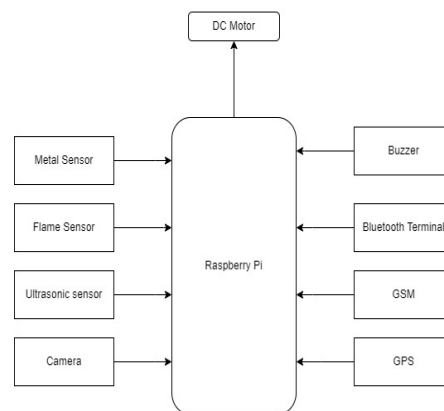 DC Motor
Metal Sensor
Flame Sensor
Ultrasonic sensor
Camera
Raspberry Pi
Buzzer
Bluetooth Terminal
GSM
GPS